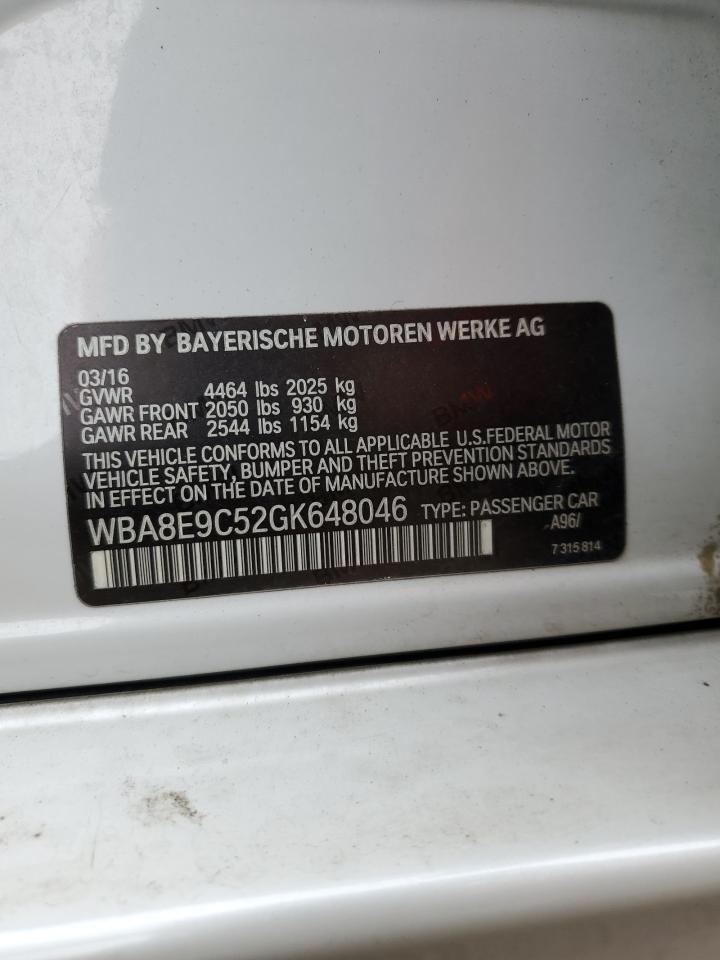 MFD BY BAYERISCHE MOTOREN WERKE AG
03/16
GVWR 4464 lbs 2025 kg
GAWR FRONT 2050 lbs 930 kg
GAWR REAR 2544 lbs 1154 kg
THIS VEHICLE CONFORMS TO ALL APPLICABLE U.S.FEDERAL MOTOR
VEHICLE SAFETY, BUMPER AND THEFT PREVENTION STANDARDS
IN EFFECT ON THE DATE OF MANUFACTURE SHOWN ABOVE.
WBA8E9C52GK648046 TYPE: PASSENGER CAR
A96/
7 315 814